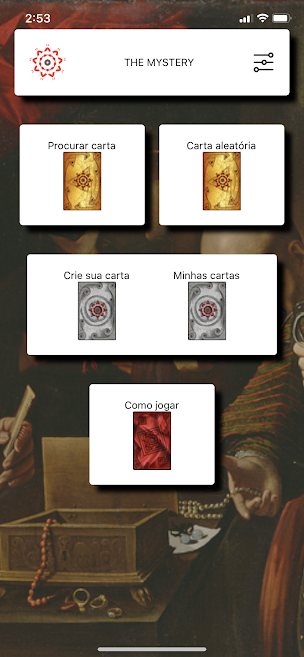 2:53
THE MYSTERY
Procurar carta
Carta aleatória
Crie sua carta
Minhas cartas
Como jogar